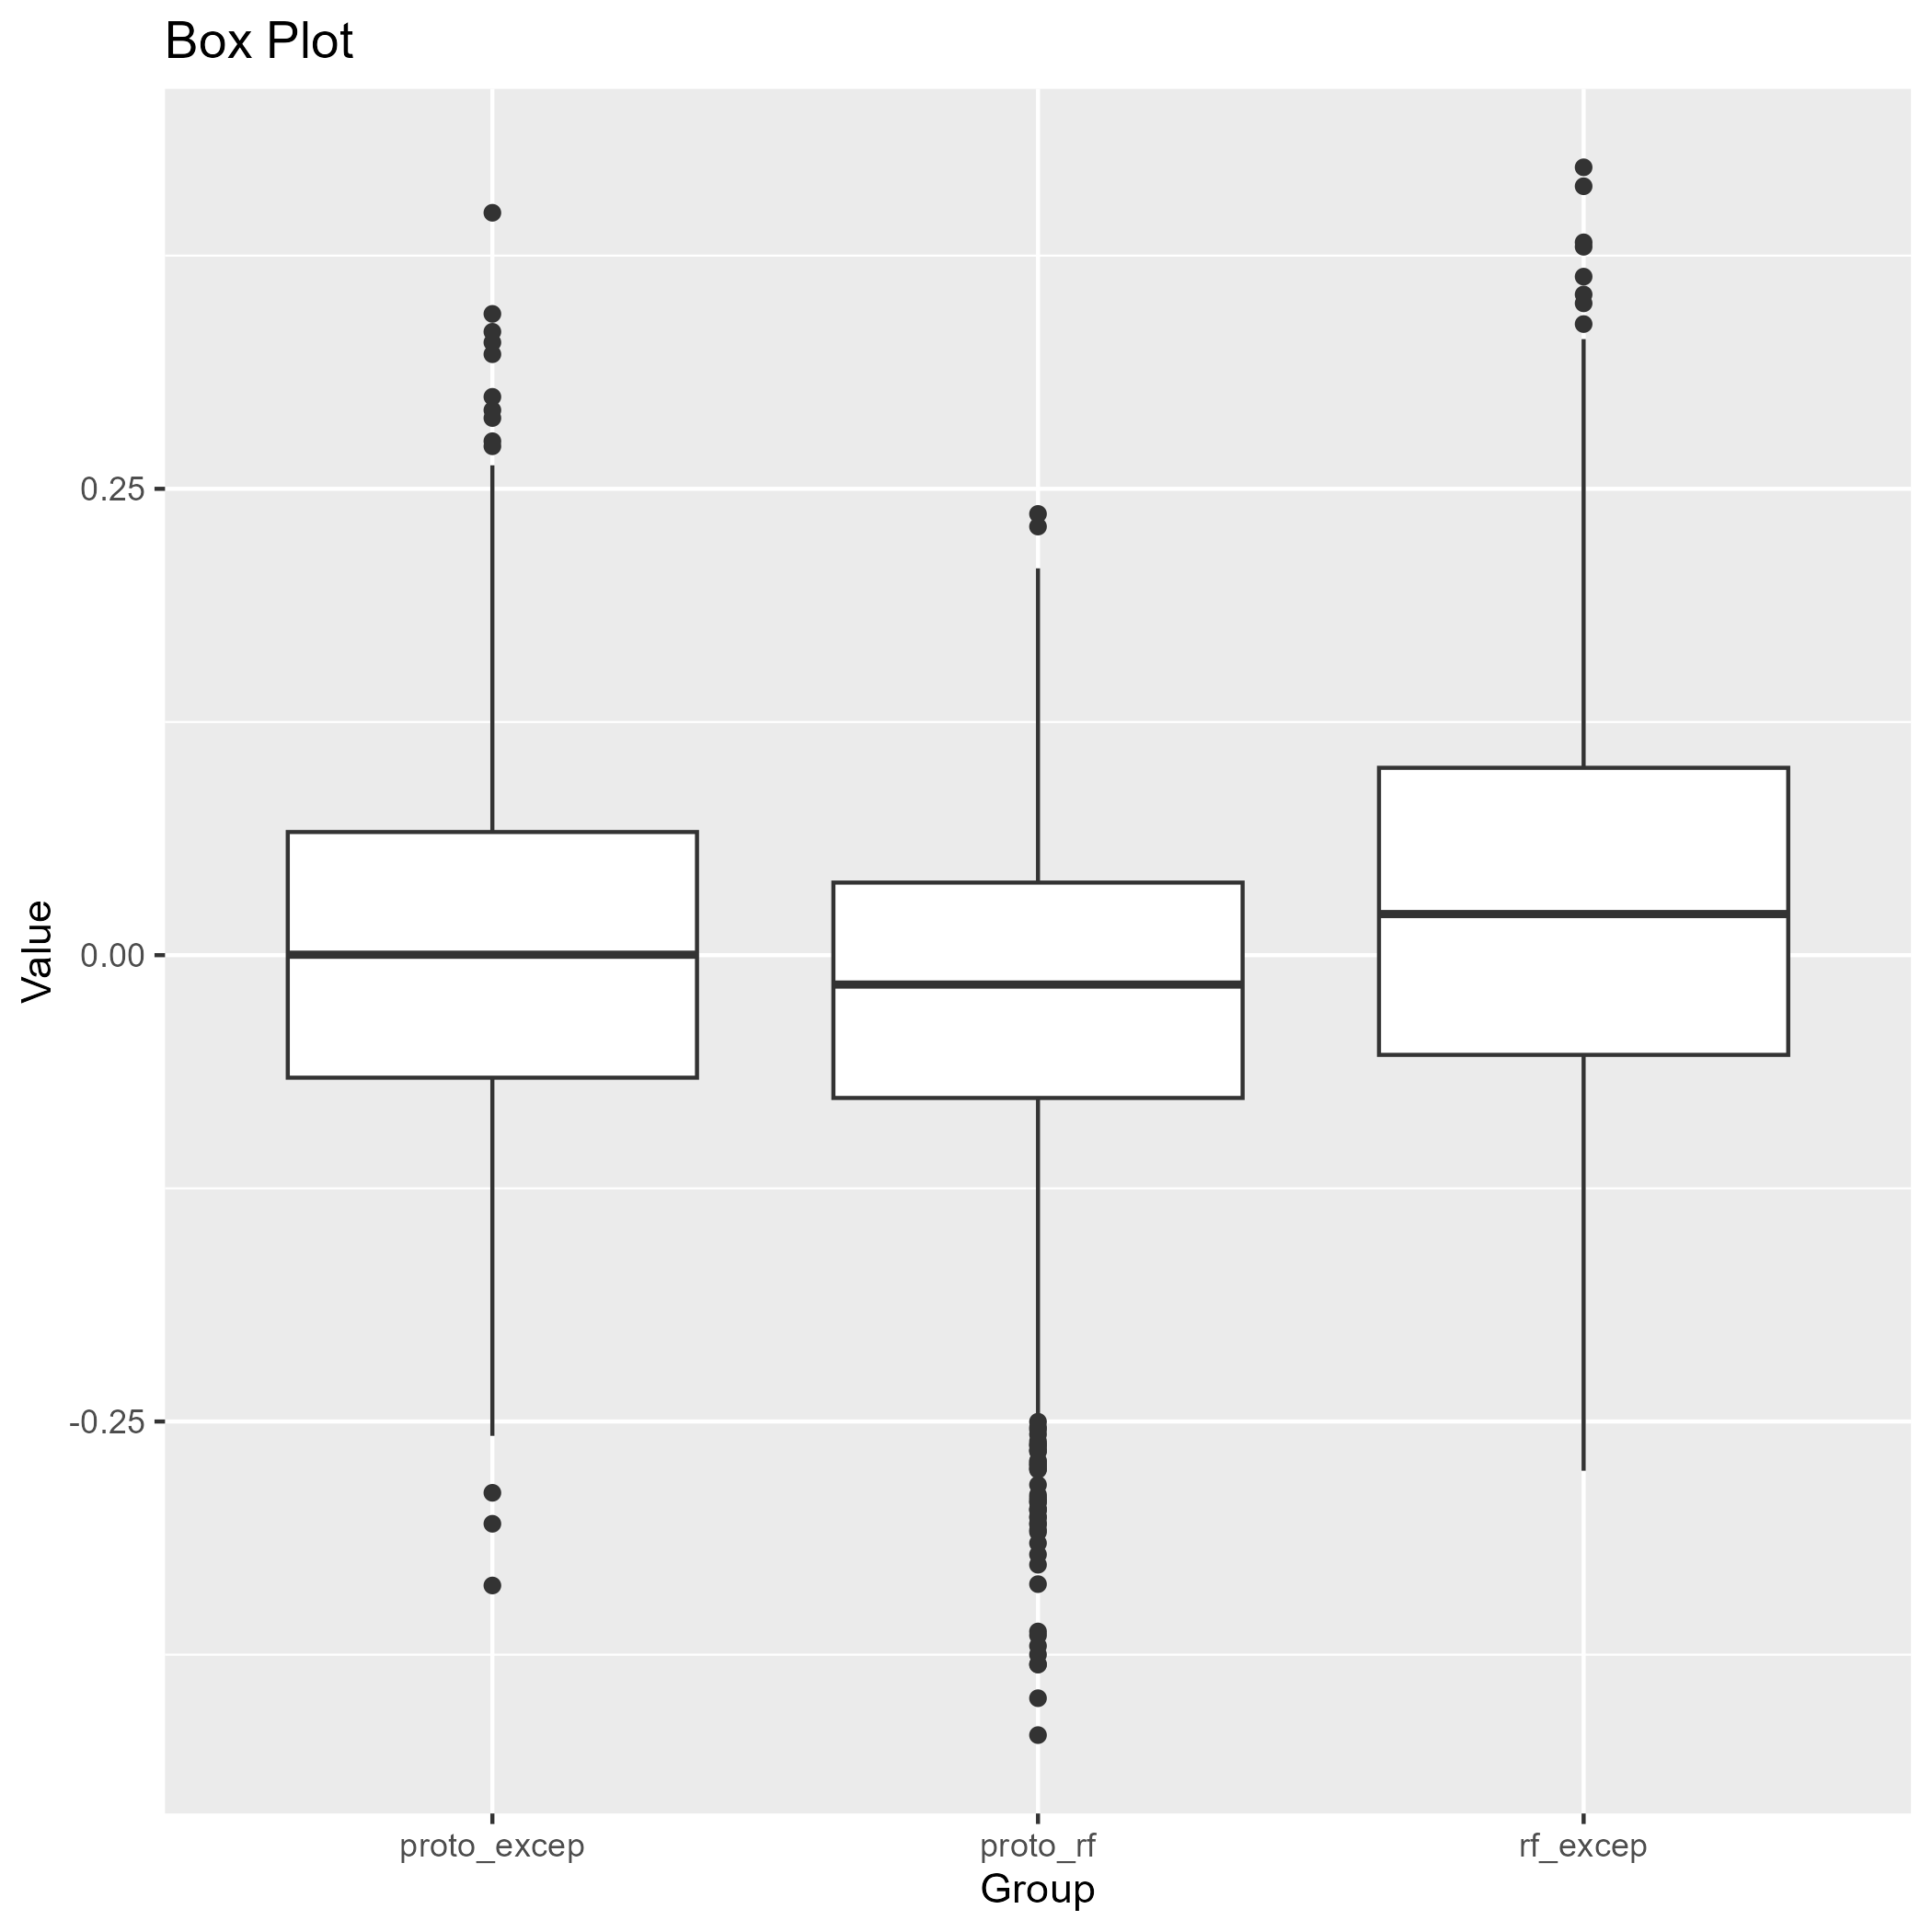 Box Plot
Value
0.25
0.00
-0.25
proto_excep
proto_rf
rf_excep
Group